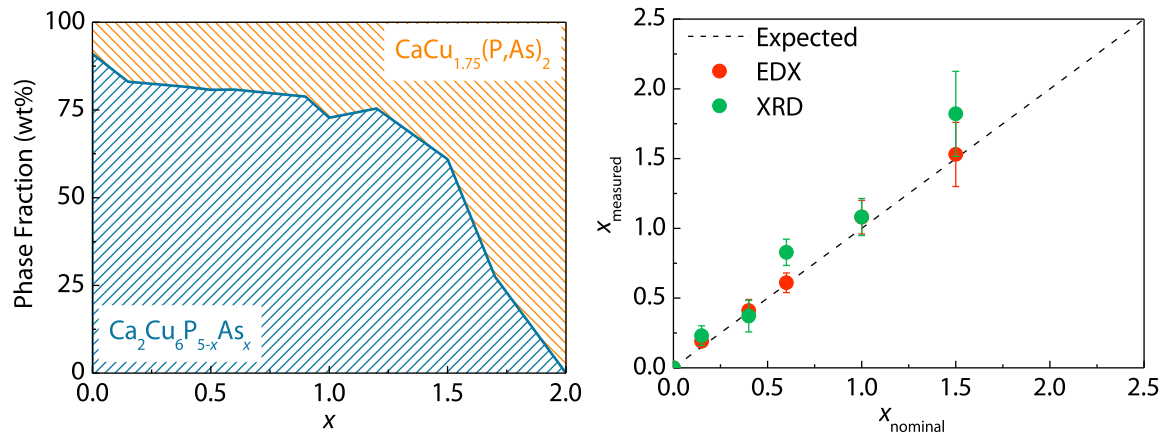 100
75
50
25
0
Phase Fraction (wt%)
CaCu1.75(P,As)2
Ca2Cu6P5-xAsx
0.0 0.5 1.0 1.5 2.0
x
2.5
2.0
1.5
1.0
0.5
0.0
xmeasured
Expected
EDX
XRD
0.0 0.5 1.0 1.5 2.0 2.5
xnominal